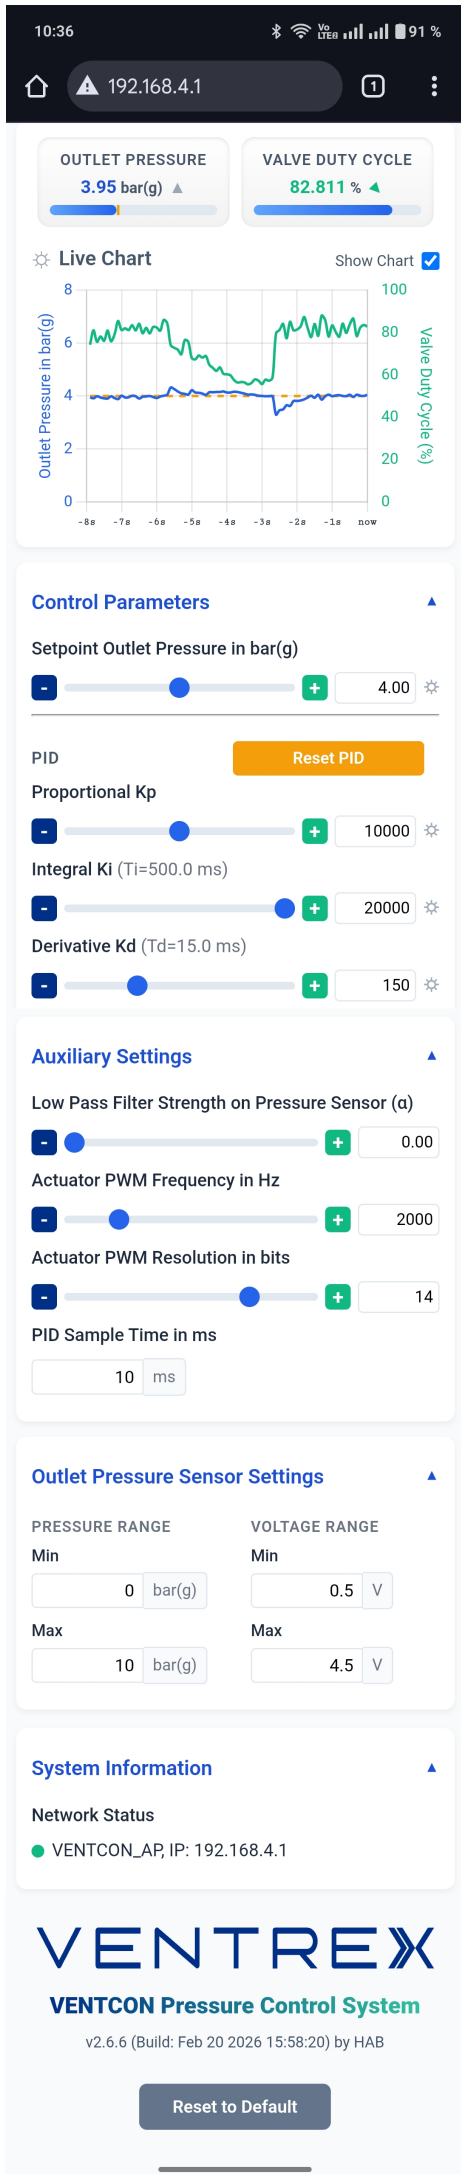 10:36 Vo LTE 91 %
192.168.4.1 1
OUTLET PRESSURE VALVE DUTY CYCLE
3.95 bar(g) ▲ 82.811 %
Live Chart Show Chart
8 100
80
6
60
4
40
2
20
0 0
Outlet Pressure in bar(g)
Valve Duty Cycle (%)
-8s -7s -6s -5s -4s -3s -2s -1s now
Control Parameters ▲
Setpoint Outlet Pressure in bar(g)
- + 4.00
PID Reset PID
Proportional Kp
- + 10000
Integral Ki (Ti=500.0 ms)
- + 20000
Derivative Kd (Td=15.0 ms)
- + 150
Auxiliary Settings ▲
Low Pass Filter Strength on Pressure Sensor (α)
- + 0.00
Actuator PWM Frequency in Hz
- + 2000
Actuator PWM Resolution in bits
- + 14
PID Sample Time in ms
10 ms
Outlet Pressure Sensor Settings ▲
PRESSURE RANGE VOLTAGE RANGE
Min Min
0 bar(g) 0.5 V
Max Max
10 bar(g) 4.5 V
System Information ▲
Network Status
VENTCON_AP, IP: 192.168.4.1
VENTREX
VENTCON Pressure Control System
v2.6.6 (Build: Feb 20 2026 15:58:20) by HAB
Reset to Default